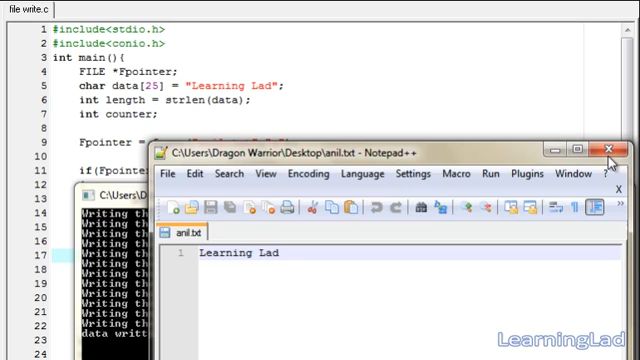 file write.c
1 #include<stdio.h>
2 #include<conio.h>
3 int main(){
4 FILE *Fpointer;
5 char data[25] = "Learning Lad";
6 int length = strlen(data);
7 int counter;
8
9 Fpointer =
10
11 if(Fpointer
12
13
14
15
16
17
18
19
20
21
22
23
24
C:\Users\D
Writing th
Writing th
Writing th
Writing th
Writing th
Writing th
Writing th
Writing th
Writing th
Writing th
data writt
C:\Users\Dragon Warrior\Desktop\anil.txt - Notepad++
File Edit Search View Encoding Language Settings Macro Run Plugins Window ?
X
anil.txt
1 Learning Lad
LearningLad